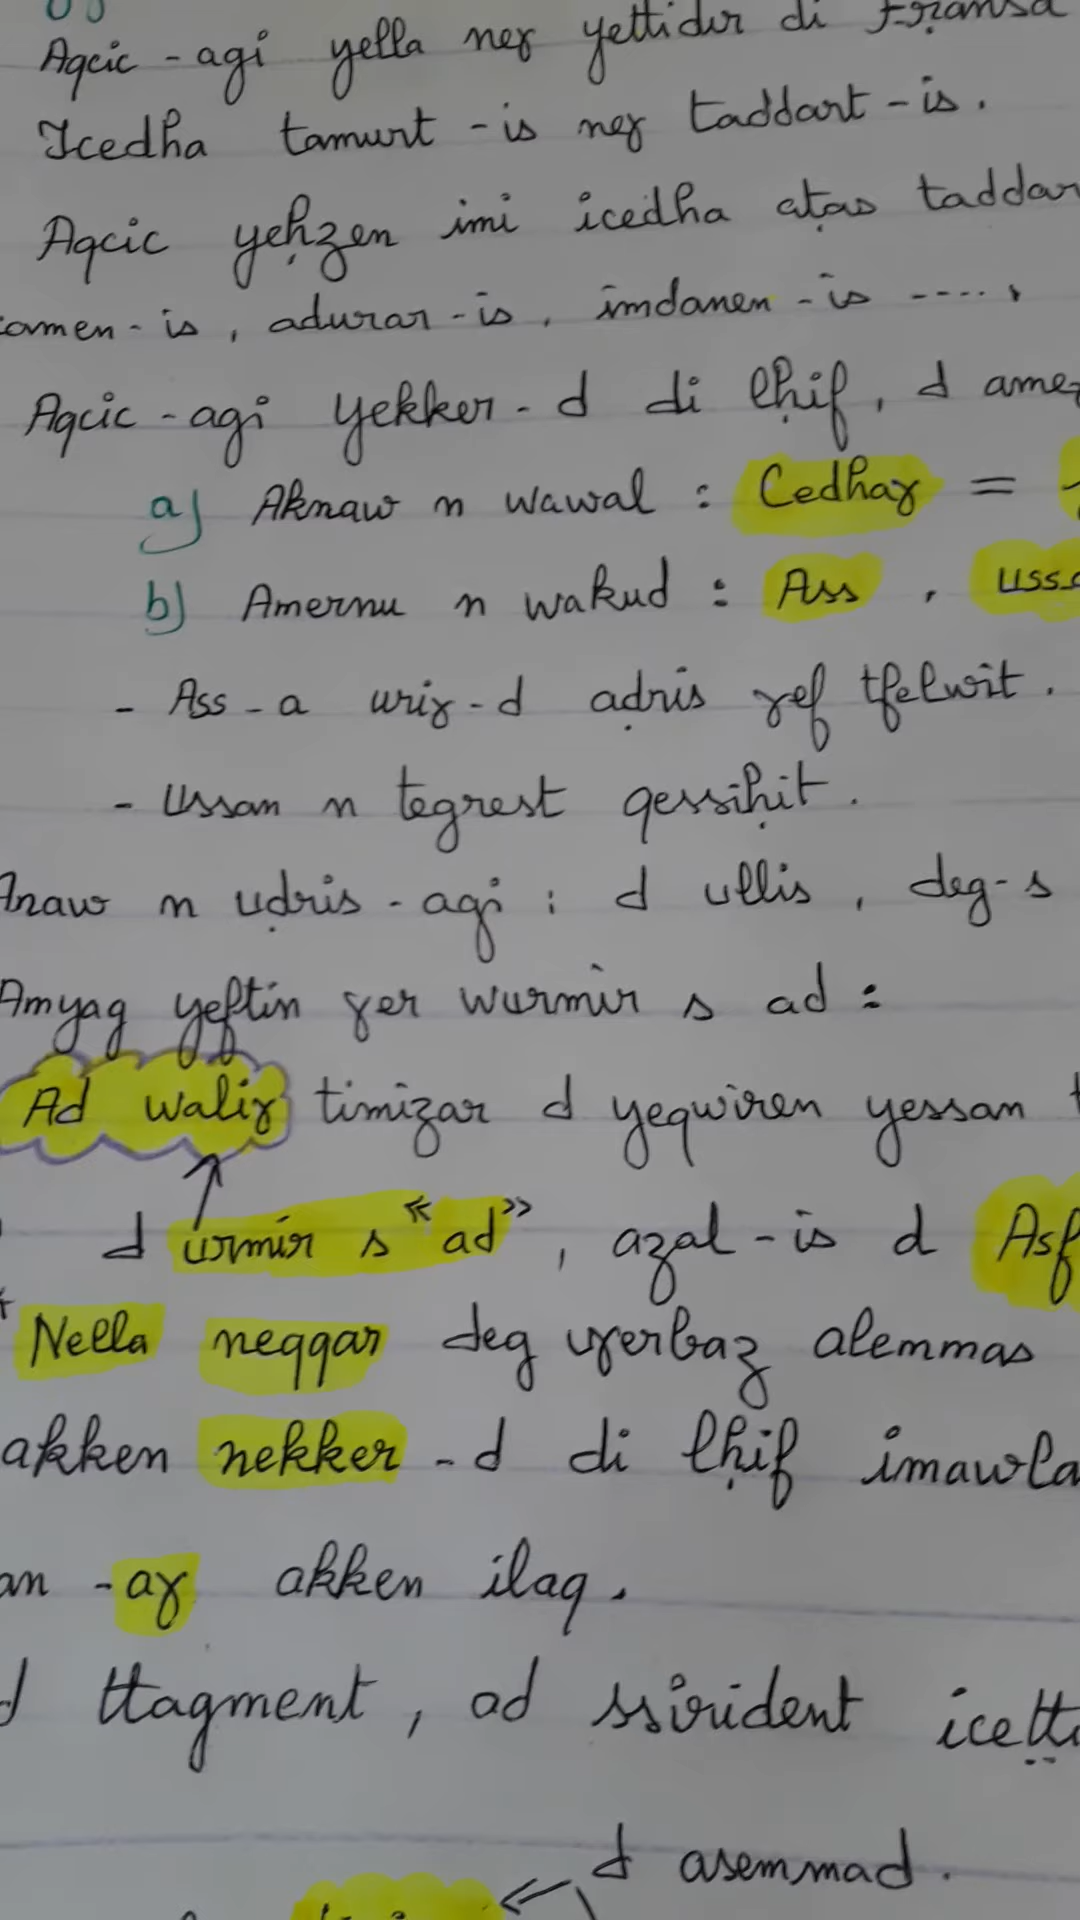 Aqcic -agi yella neɣ yettidir di Fransa
Icedha tamurt -is neɣ taddart -is.
Aqcic yeḥzen imi icedha aṭas taddar
amen- is, adurar-is, imdanen -is ....,
Aqcic-agi yekker- d di lḥif, d ame
a) Aknaw n wawal : Cedhaɣ =
b) Amernu n wakud : Ass , uss
- Ass - a uriɣ-d aḍris ɣef tfelwit.
- Ussan n tegrest qessiḥit.
Anaw n uḍris - agi : d ullis , deg-s
Amyag yeftin ɣer wurmir s ad :
Ad waliɣ timizar d yeqwiren yessan
d urmir s «ad» , azal-is d Asf
Nella neqqar deg uɣerbaz alemmas
akken nekker -d di lḥif imawla
an -aɣ akken ilaq.
d ttagment , ad ssirident iceṭṭ
d asemmad.